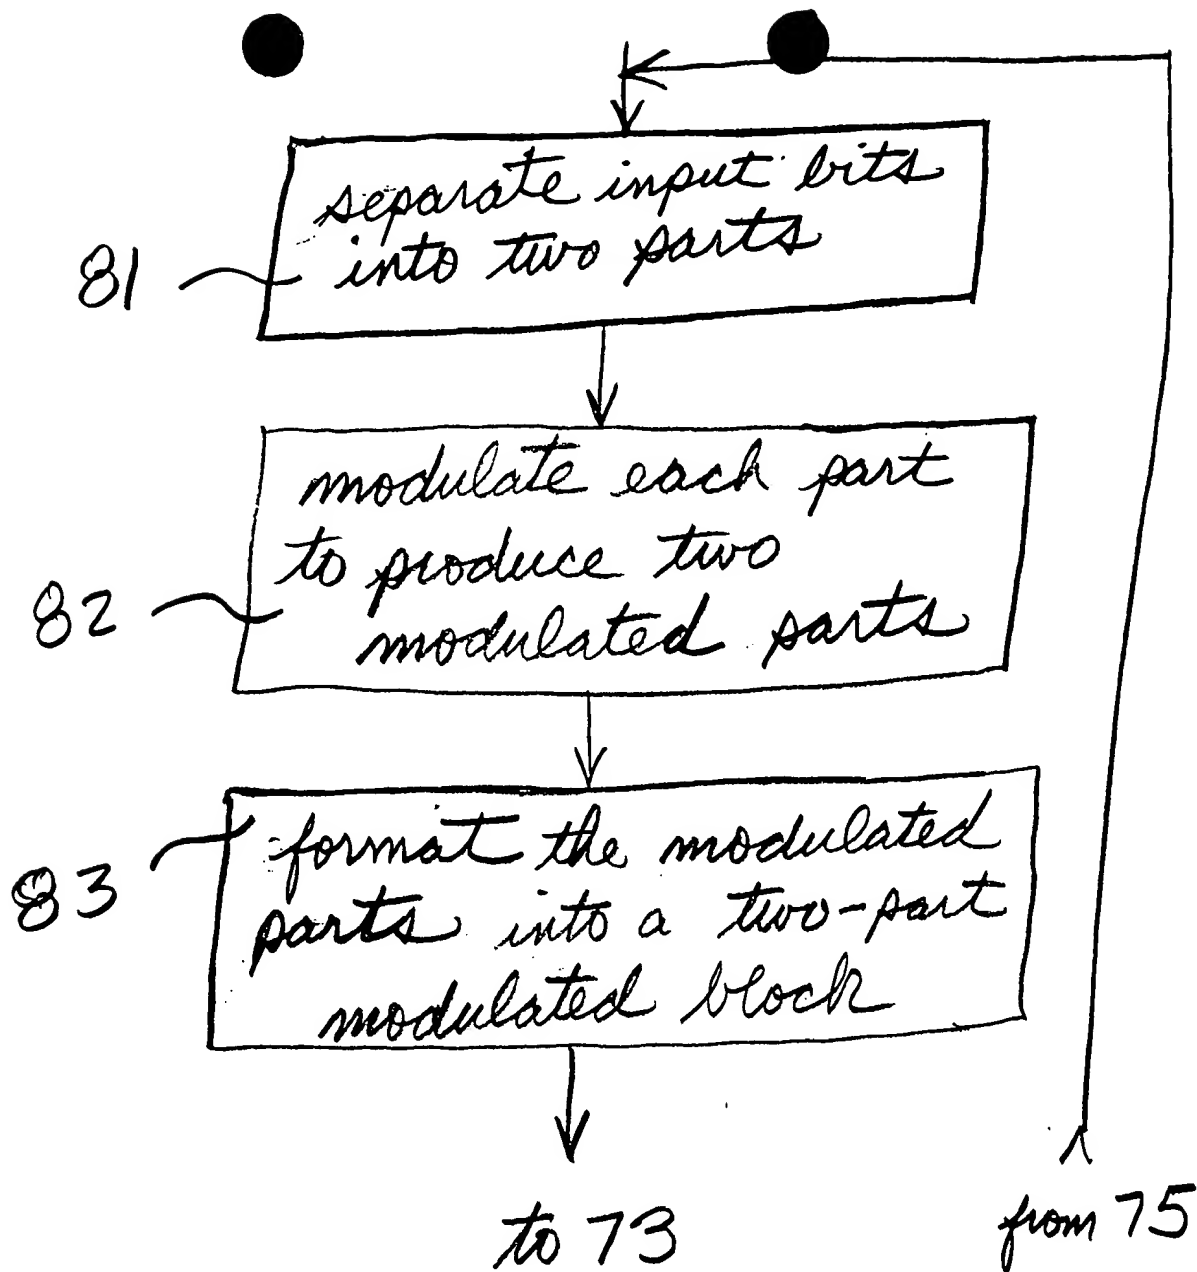 separate input bits
into two parts
81
modulate each part
to produce two
modulated parts
82
format the modulated
parts into a two-part
modulated block
83
to 73
from 75